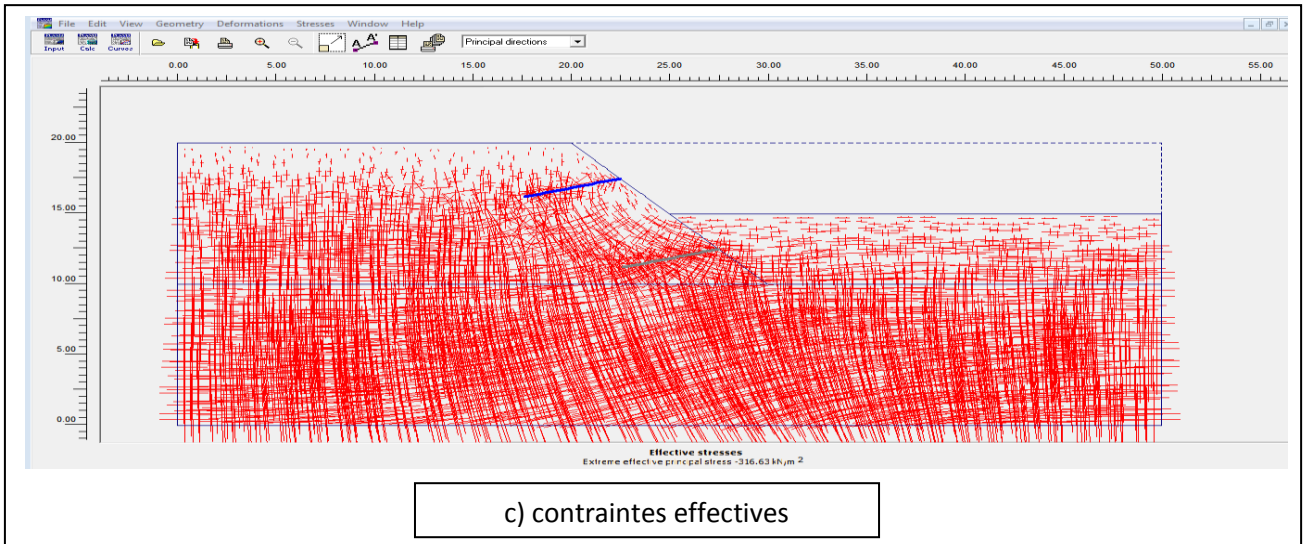 File Edit View Geometry Deformations Stresses Window Help
Input Calc Curves A A* Principal directions
0.00 5.00 10.00 15.00 20.00 25.00 30.00 35.00 40.00 45.00 50.00 55.00
20.00
15.00
10.00
5.00
0.00
Effective stresses
Extreme effective principal stress -316.63 kN/m²
c) contraintes effectives